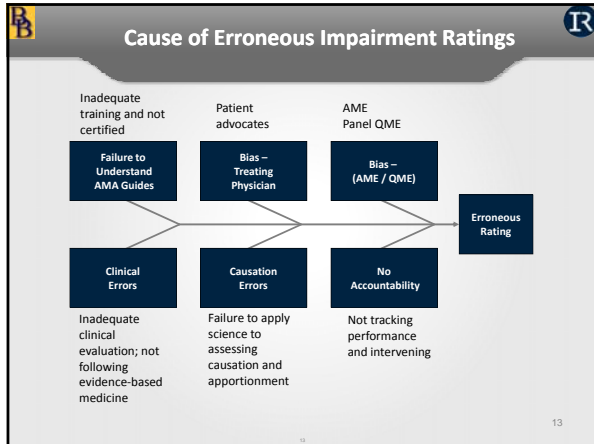 BB
Cause of Erroneous Impairment Ratings
IR
Inadequate
training and not
certified
Patient
advocates
AME
Panel QME
Failure to
Understand
AMA Guides
Bias –
Treating
Physician
Bias –
(AME / QME)
Erroneous
Rating
Clinical
Errors
Causation
Errors
No
Accountability
Inadequate
clinical
evaluation; not
following
evidence-based
medicine
Failure to apply
science to
assessing
causation and
apportionment
Not tracking
performance
and intervening
13
13